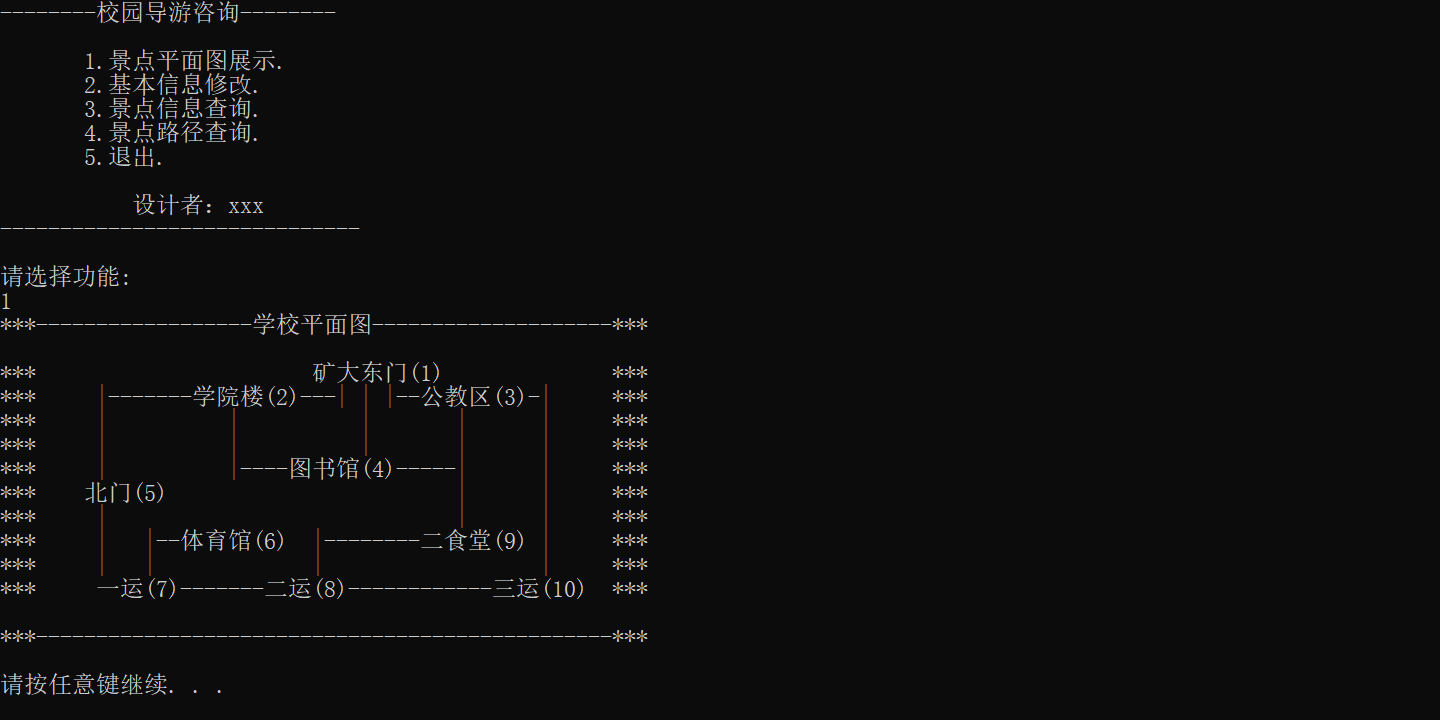 --------校园导游咨询--------
       1.景点平面图展示.
       2.基本信息修改.
       3.景点信息查询.
       4.景点路径查询.
       5.退出.
           设计者：xxx
------------------------------
请选择功能:
1
***------------------学校平面图--------------------***
***                       矿大东门(1)              ***
***     |-------学院楼(2)---| | |--公教区(3)-|     ***
***     |          |          |       |      |     ***
***     |          |          |       |      |     ***
***     |          |----图书馆(4)-----|      |     ***
***    北门(5)                        |      |     ***
***     |                             |      |     ***
***     |   |--体育馆(6)  |--------二食堂(9) |     ***
***     |   |             |                  |     ***
***     一运(7)-------二运(8)------------三运(10)  ***
***------------------------------------------------***
请按任意键继续. . .